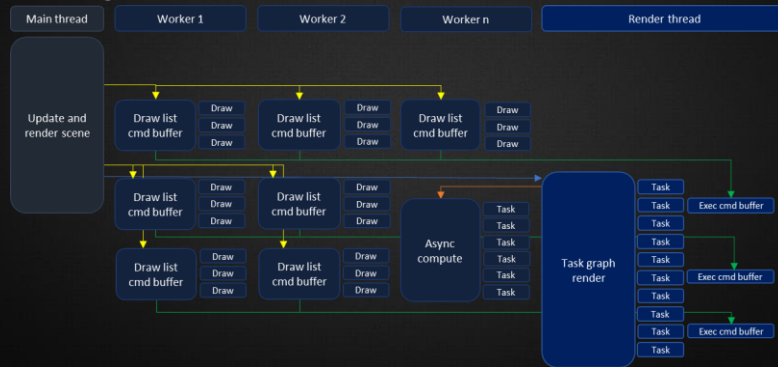 Main thread
Worker 1
Worker 2
Worker n
Render thread
Update and
render scene
Draw list
cmd buffer
Draw
Draw
Draw
Draw list
cmd buffer
Draw
Draw
Draw
Draw list
cmd buffer
Draw
Draw
Draw
Draw list
cmd buffer
Draw
Draw
Draw
Draw list
cmd buffer
Draw
Draw
Draw
Draw list
cmd buffer
Draw
Draw
Draw
Draw list
cmd buffer
Draw
Draw
Draw
Async
compute
Task
Task
Task
Task
Task
Task
Task graph
render
Task
Task
Task
Task
Task
Task
Task
Task
Task
Task
Exec cmd buffer
Exec cmd buffer
Exec cmd buffer